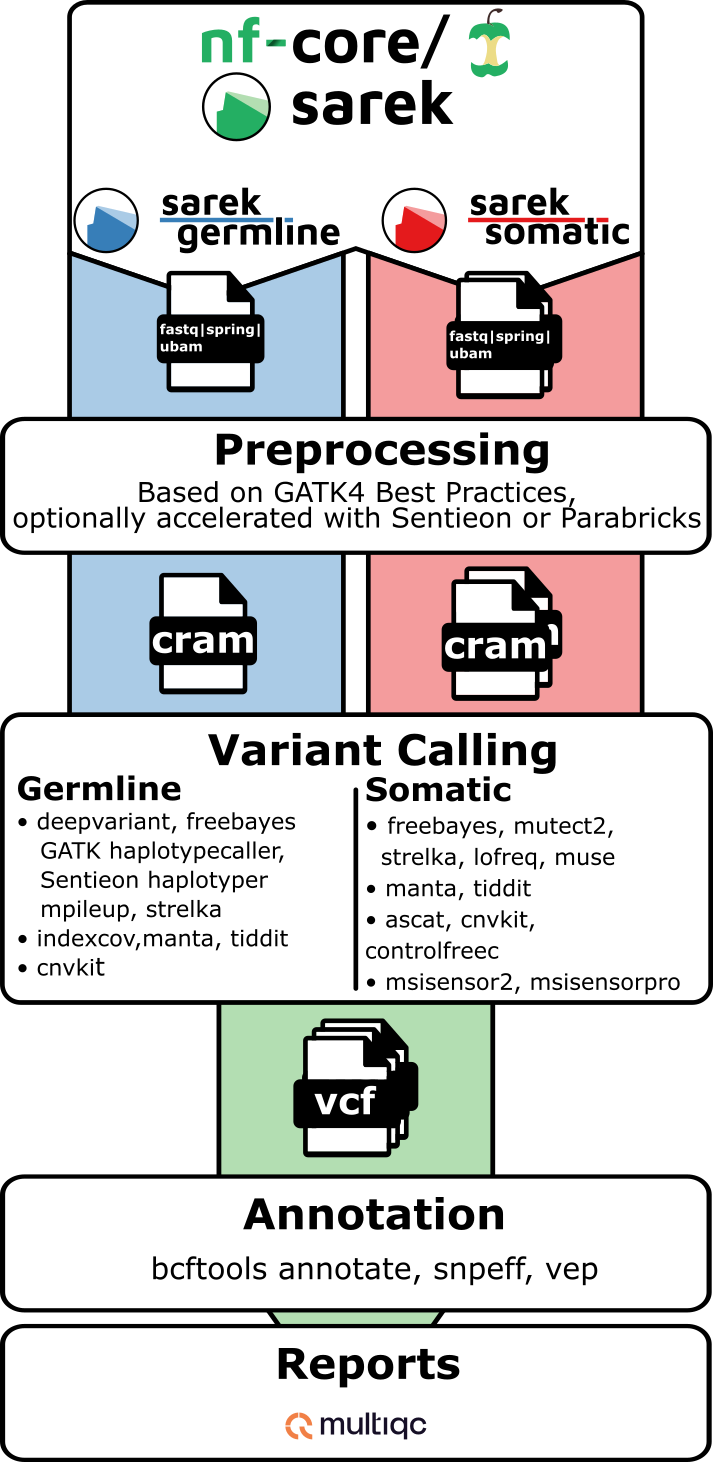 nf-core/
sarek
sarek
germline
sarek
somatic
fastq|spring|
ubam
fastq|spring|
ubam
Preprocessing
Based on GATK4 Best Practices,
optionally accelerated with Sentieon or Parabricks
cram
cram
Variant Calling
Germline
• deepvariant, freebayes
GATK haplotypecaller,
Sentieon haplotyper
mpileup, strelka
• indexcov,manta, tiddit
• cnvkit
Somatic
• freebayes, mutect2,
strelka, lofreq, muse
• manta, tiddit
• ascat, cnvkit,
controlfreec
• msisensor2, msisensorpro
vcf
Annotation
bcftools annotate, snpeff, vep
Reports
multiqc